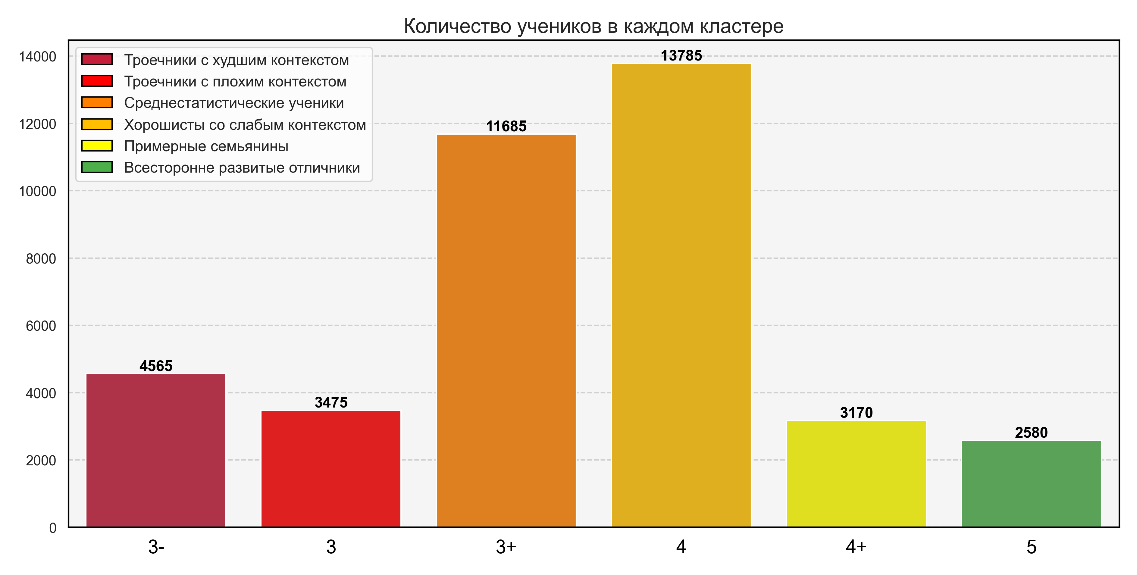 Количество учеников в каждом кластере
14000
12000
10000
8000
6000
4000
2000
0
Троечники с худшим контекстом
Троечники с плохим контекстом
Среднестатистические ученики
Хорошисты со слабым контекстом
Примерные семьянины
Всесторонне развитые отличники
4565
3475
11685
13785
3170
2580
3-
3
3+
4
4+
5